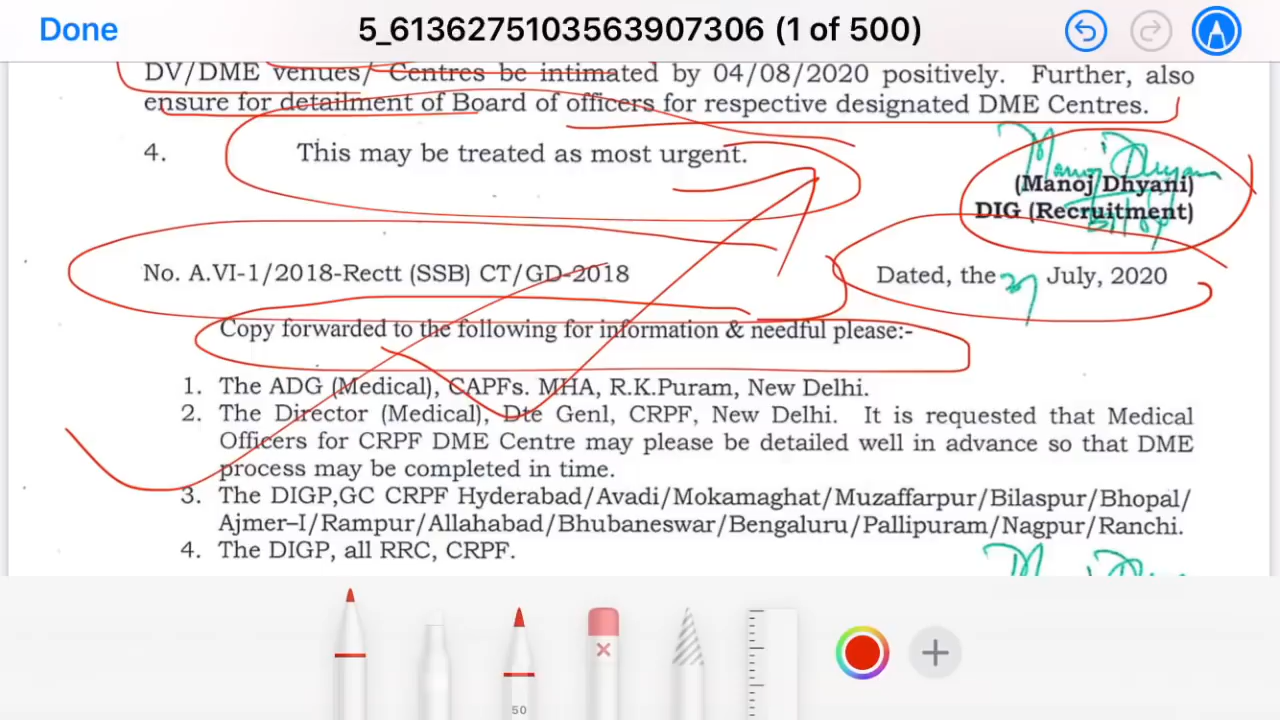 Done
5_6136275103563907306 (1 of 500)
DV/DME venues/ Centres be intimated by 04/08/2020 positively. Further, also
ensure for detailment of Board of officers for respective designated DME Centres.
4. This may be treated as most urgent.
Manoj Dhyani
(Manoj Dhyani)
DIG (Recruitment)
No. A.VI-1/2018-Rectt (SSB) CT/GD-2018 Dated, the July, 2020
Copy forwarded to the following for information & needful please:-
1. The ADG (Medical), CAPFs. MHA, R.K.Puram, New Delhi.
2. The Director (Medical), Dte Genl, CRPF, New Delhi. It is requested that Medical
Officers for CRPF DME Centre may please be detailed well in advance so that DME
process may be completed in time.
3. The DIGP,GC CRPF Hyderabad/Avadi/Mokamaghat/Muzaffarpur/Bilaspur/Bhopal/
Ajmer–I/Rampur/Allahabad/Bhubaneswar/Bengaluru/Pallipuram/Nagpur/Ranchi.
4. The DIGP, all RRC, CRPF.
50